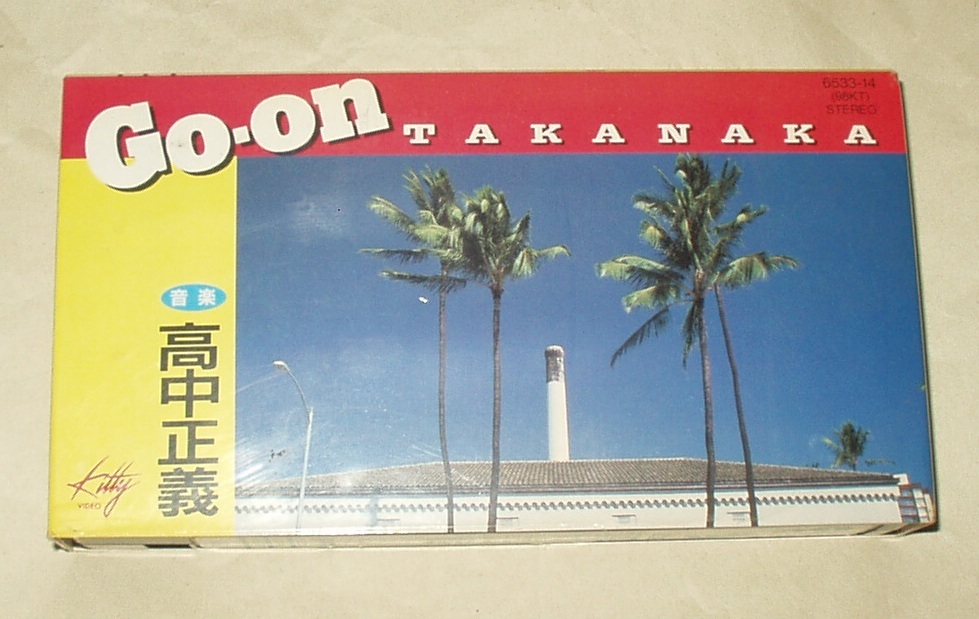 Go-on
TAKANAKA
6533-14
(98KT)
STEREO
音楽
高中正義
Kitty
VIDEO